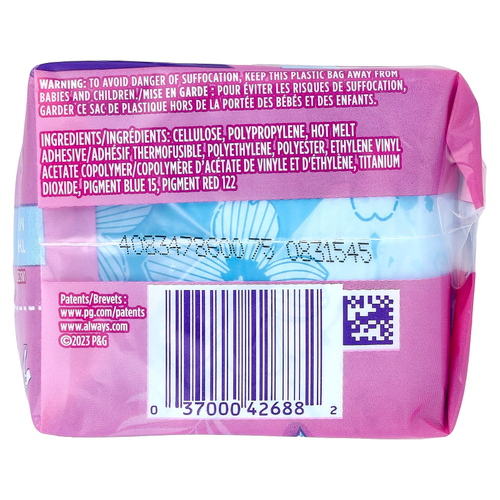 WARNING: TO AVOID DANGER OF SUFFOCATION, KEEP THIS PLASTIC BAG AWAY FROM
BABIES AND CHILDREN./MISE EN GARDE : POUR ÉVITER LES RISQUES DE SUFFOCATION,
GARDER CE SAC DE PLASTIQUE HORS DE LA PORTÉE DES BÉBÉS ET DES ENFANTS.
INGREDIENTS/INGRÉDIENTS: CELLULOSE, POLYPROPYLENE, HOT MELT
ADHESIVE/ADHÉSIF THERMOFUSIBLE, POLYETHYLENE, POLYESTER, ETHYLENE VINYL
ACETATE COPOLYMER/COPOLYMÈRE D'ACÉTATE DE VINYLE ET D'ÉTHYLÈNE, TITANIUM
DIOXIDE, PIGMENT BLUE 15, PIGMENT RED 122
4083478600 75 0831545
Patents/Brevets :
www.pg.com/patents
www.always.com
©2023 P&G
0 37000 42688 2